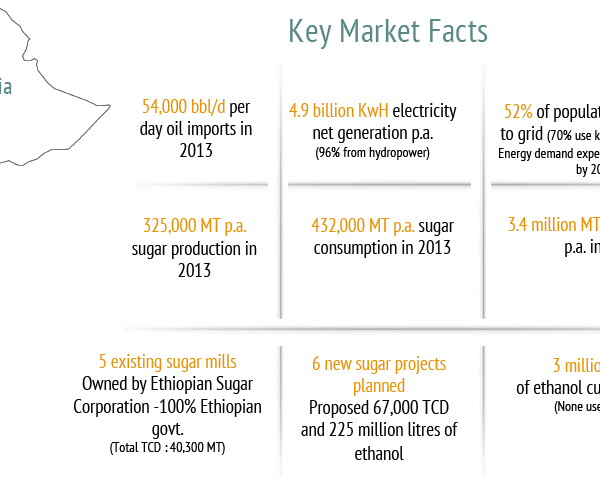 Key Market Facts
ia
54,000 bbl/d per
day oil imports in
2013
4.9 billion KwH electricity
net generation p.a.
(96% from hydropower)
52% of populat
to grid (70% use k
Energy demand expe
by 20
325,000 MT p.a.
sugar production in
2013
432,000 MT p.a. sugar
consumption in 2013
3.4 million MT
p.a. in
5 existing sugar mills
Owned by Ethiopian Sugar
Corporation -100% Ethiopian
govt.
(Total TCD : 40,300 MT)
6 new sugar projects
planned
Proposed 67,000 TCD
and 225 million litres of
ethanol
3 millio
of ethanol cu
(None use